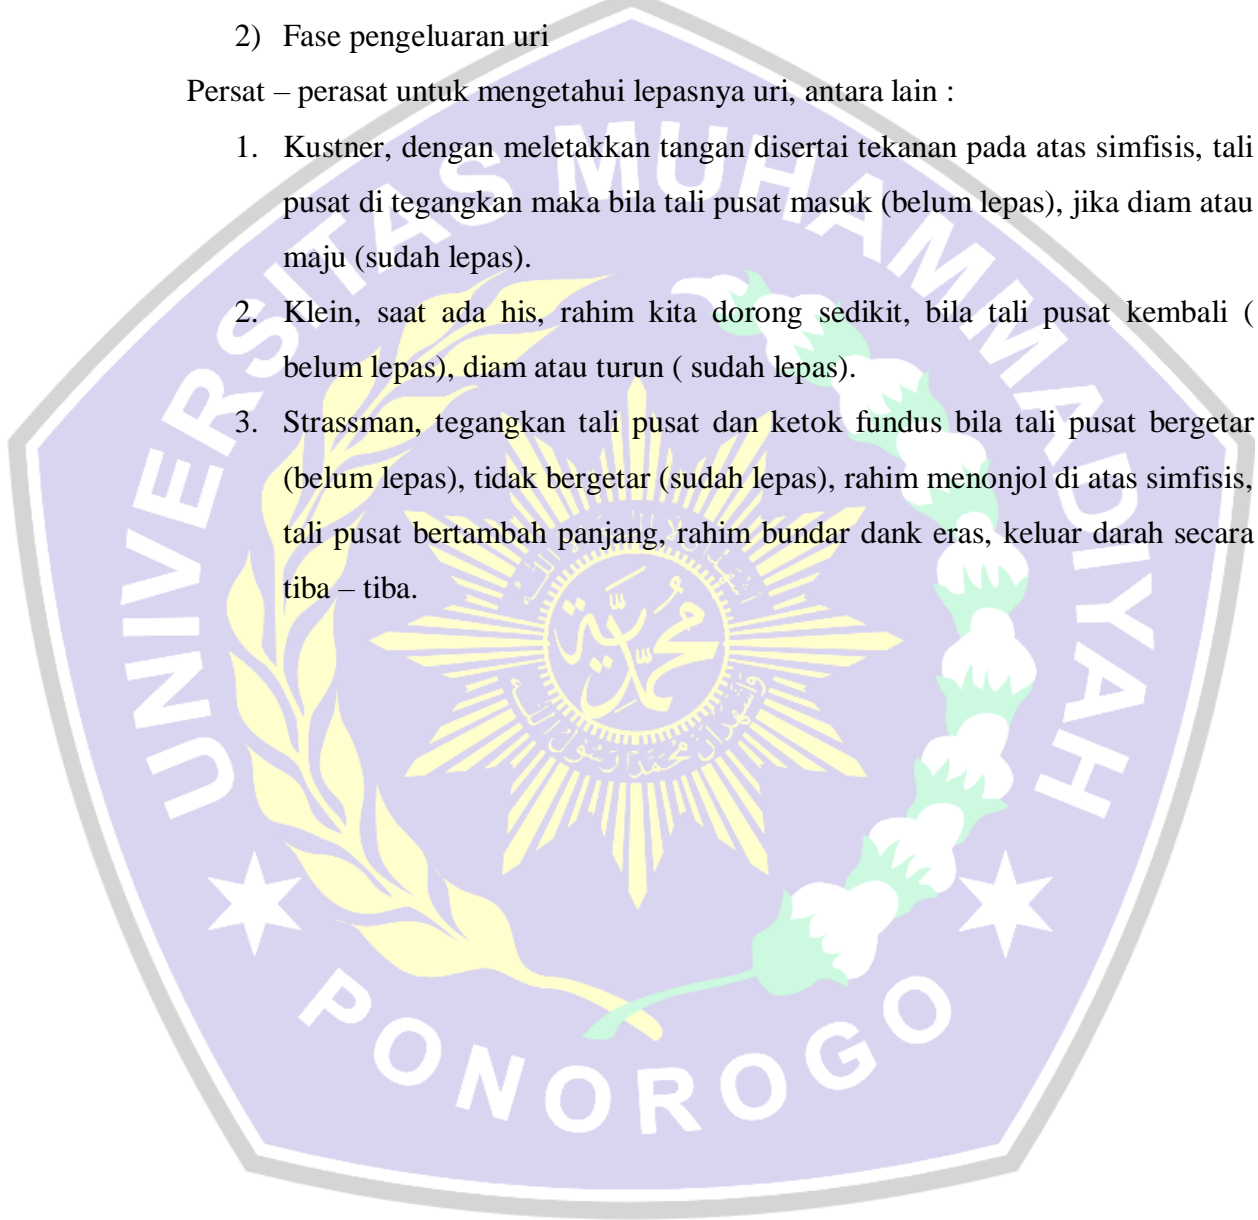 2) Fase pengeluaran uri
Persat – perasat untuk mengetahui lepasnya uri, antara lain :
1. Kustner, dengan meletakkan tangan disertai tekanan pada atas simfisis, tali
pusat di tegangkan maka bila tali pusat masuk (belum lepas), jika diam atau
maju (sudah lepas).
2. Klein, saat ada his, rahim kita dorong sedikit, bila tali pusat kembali (
belum lepas), diam atau turun ( sudah lepas).
3. Strassman, tegangkan tali pusat dan ketok fundus bila tali pusat bergetar
(belum lepas), tidak bergetar (sudah lepas), rahim menonjol di atas simfisis,
tali pusat bertambah panjang, rahim bundar dank eras, keluar darah secara
tiba – tiba.
UNIVERSITAS MUHAMMADIYAH
PONOROGO
محمدية